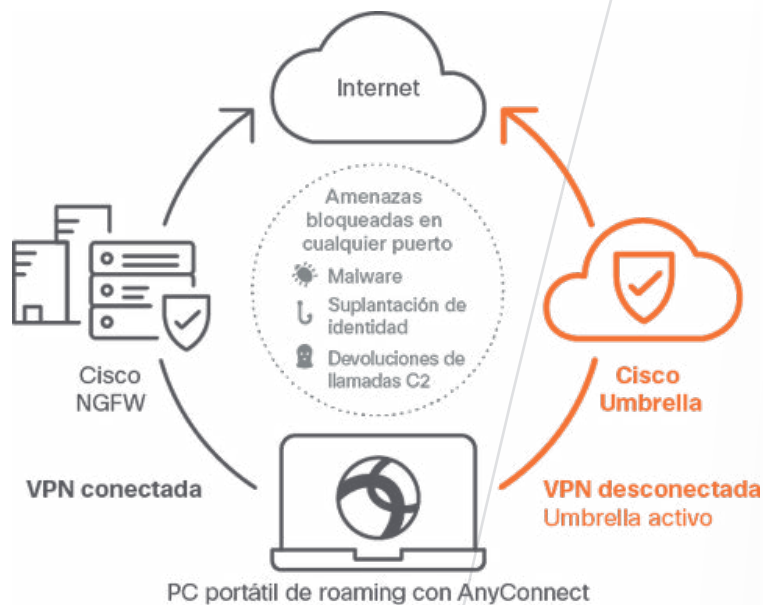 Internet
Amenazas
bloqueadas en
cualquier puerto
Malware
Suplantación de
identidad
Devoluciones de
llamadas C2
Cisco
NGFW
Cisco
Umbrella
VPN conectada
VPN desconectada
Umbrella activo
PC portátil de roaming con AnyConnect